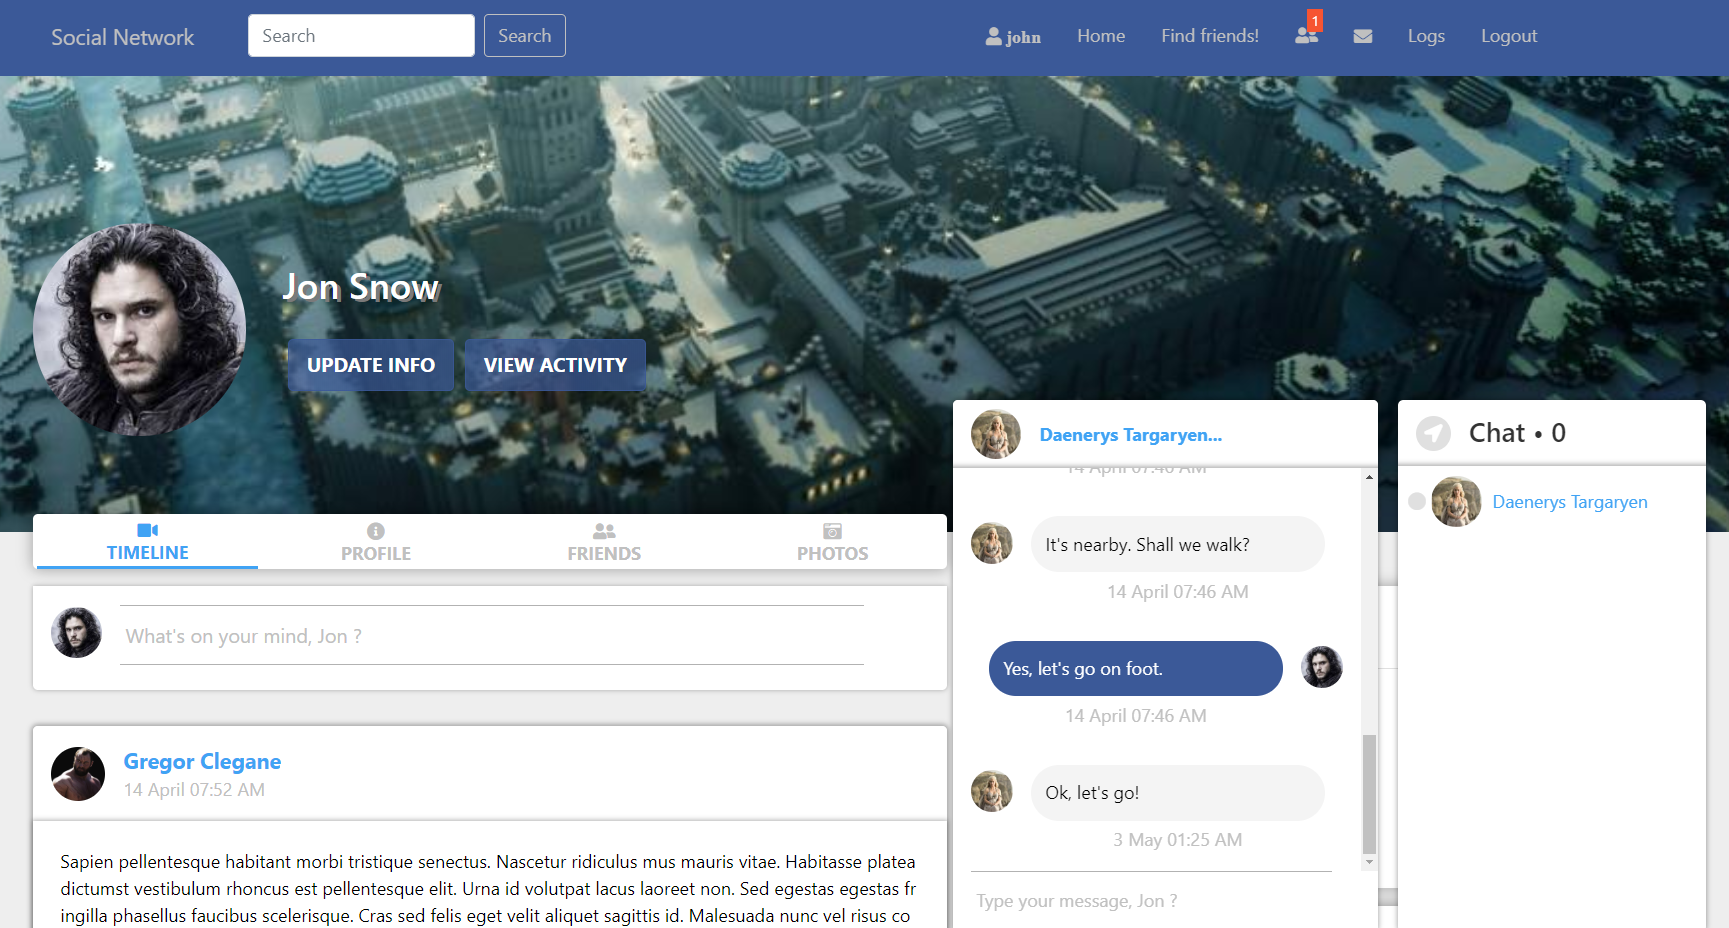 Social Network
Search
Search
john
Home
Find friends!
1
Logs
Logout
Jon Snow
UPDATE INFO
VIEW ACTIVITY
TIMELINE
PROFILE
FRIENDS
PHOTOS
What's on your mind, Jon ?
Gregor Clegane
14 April 07:52 AM
Sapien pellentesque habitant morbi tristique senectus. Nascetur ridiculus mus mauris vitae. Habitasse platea
dictumst vestibulum rhoncus est pellentesque elit. Urna id volutpat lacus laoreet non. Sed egestas egestas fr
ingilla phasellus faucibus scelerisque. Cras sed felis eget velit aliquet sagittis id. Malesuada nunc vel risus co
Daenerys Targaryen...
14 April 07:46 AM
It's nearby. Shall we walk?
14 April 07:46 AM
Yes, let's go on foot.
14 April 07:46 AM
Ok, let's go!
3 May 01:25 AM
Type your message, Jon ?
Chat • 0
Daenerys Targaryen